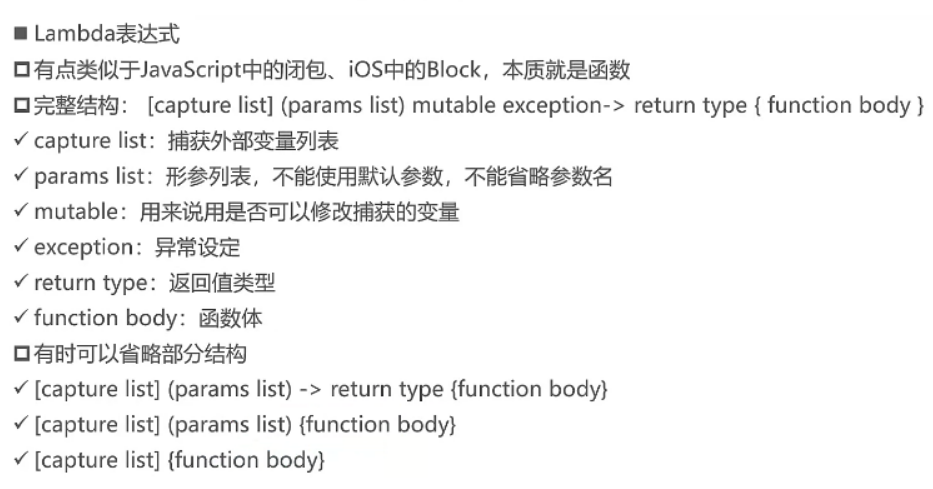 ■ Lambda表达式
有点类似于JavaScript中的闭包、iOS中的Block，本质就是函数
完整结构： [capture list] (params list) mutable exception-> return type { function body }
✓ capture list：捕获外部变量列表
✓ params list：形参列表，不能使用默认参数，不能省略参数名
✓ mutable：用来说用是否可以修改捕获的变量
✓ exception：异常设定
✓ return type：返回值类型
✓ function body：函数体
有时可以省略部分结构
✓ [capture list] (params list) -> return type {function body}
✓ [capture list] (params list) {function body}
✓ [capture list] {function body}